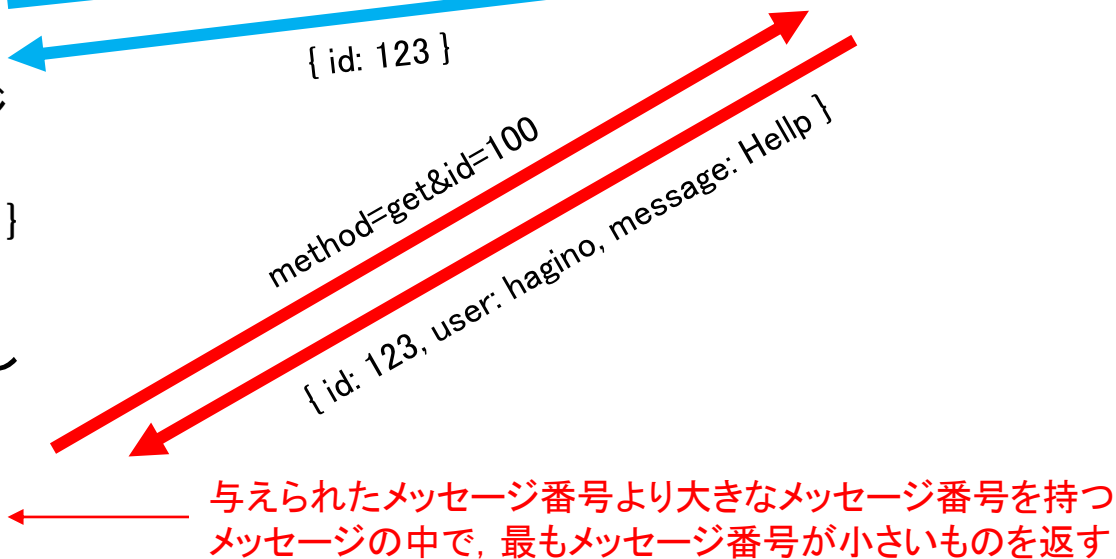 { id: 123 }
method=get&id=100
}
{ id: 123, user: hagino, message: Hellp }
与えられたメッセージ番号より大きなメッセージ番号を持つ
メッセージの中で，最もメッセージ番号が小さいものを返す